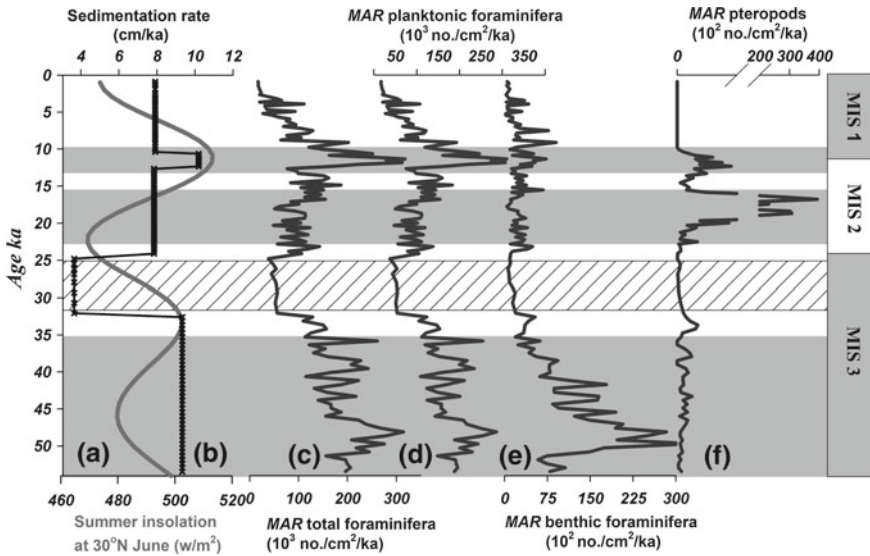 Sedimentation rate
(cm/ka)
MAR planktonic foraminifera
(10³ no./cm²/ka)
MAR pteropods
(10² no./cm²/ka)
4 6 8 10 12
50 150 250 350
0 200 300 400
Age ka
0
5
10
15
20
25
30
35
40
45
50
MIS 1
MIS 2
MIS 3
(a) (b) (c) (d) (e) (f)
460 480 500 5200 100 200 300 0 75 150 225 300
Summer insolation
at 30°N June (w/m²)
MAR total foraminifera
(10³ no./cm²/ka)
MAR benthic foraminifera
(10² no./cm²/ka)